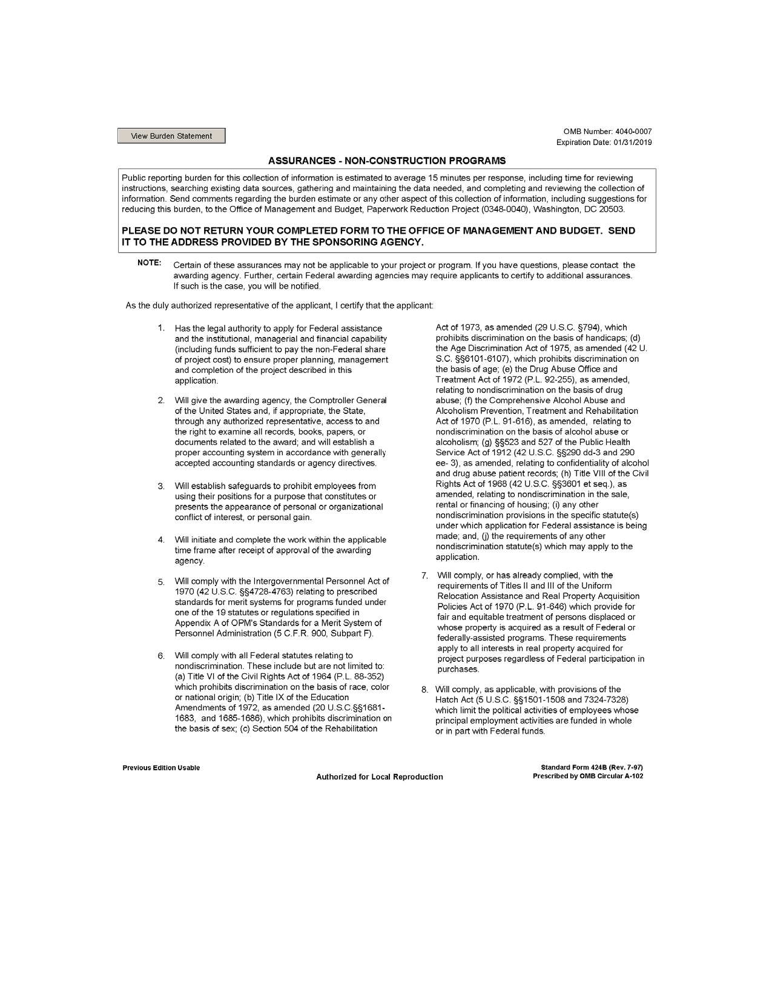 View Burden Statement
OMB Number: 4040-0007
Expiration Date: 01/31/2019
ASSURANCES - NON-CONSTRUCTION PROGRAMS
Public reporting burden for this collection of information is estimated to average 15 minutes per response, including time for reviewing
instructions, searching existing data sources, gathering and maintaining the data needed, and completing and reviewing the collection of
information. Send comments regarding the burden estimate or any other aspect of this collection of information, including suggestions for
reducing this burden, to the Office of Management and Budget, Paperwork Reduction Project (0348-0040), Washington, DC 20503.
PLEASE DO NOT RETURN YOUR COMPLETED FORM TO THE OFFICE OF MANAGEMENT AND BUDGET. SEND
IT TO THE ADDRESS PROVIDED BY THE SPONSORING AGENCY.
NOTE: Certain of these assurances may not be applicable to your project or program. If you have questions, please contact the
awarding agency. Further, certain Federal awarding agencies may require applicants to certify to additional assurances.
If such is the case, you will be notified.
As the duly authorized representative of the applicant, I certify that the applicant:
1. Has the legal authority to apply for Federal assistance
and the institutional, managerial and financial capability
(including funds sufficient to pay the non-Federal share
of project cost) to ensure proper planning, management
and completion of the project described in this
application.
2. Will give the awarding agency, the Comptroller General
of the United States and, if appropriate, the State,
through any authorized representative, access to and
the right to examine all records, books, papers, or
documents related to the award; and will establish a
proper accounting system in accordance with generally
accepted accounting standards or agency directives.
3. Will establish safeguards to prohibit employees from
using their positions for a purpose that constitutes or
presents the appearance of personal or organizational
conflict of interest, or personal gain.
4. Will initiate and complete the work within the applicable
time frame after receipt of approval of the awarding
agency.
5. Will comply with the Intergovernmental Personnel Act of
1970 (42 U.S.C. §§4728-4763) relating to prescribed
standards for merit systems for programs funded under
one of the 19 statutes or regulations specified in
Appendix A of OPM's Standards for a Merit System of
Personnel Administration (5 C.F.R. 900, Subpart F).
6. Will comply with all Federal statutes relating to
nondiscrimination. These include but are not limited to:
(a) Title VI of the Civil Rights Act of 1964 (P.L. 88-352)
which prohibits discrimination on the basis of race, color
or national origin; (b) Title IX of the Education
Amendments of 1972, as amended (20 U.S.C.§§1681-
1683, and 1685-1686), which prohibits discrimination on
the basis of sex; (c) Section 504 of the Rehabilitation
Act of 1973, as amended (29 U.S.C. §794), which
prohibits discrimination on the basis of handicaps; (d)
the Age Discrimination Act of 1975, as amended (42 U.
S.C. §§6101-6107), which prohibits discrimination on
the basis of age; (e) the Drug Abuse Office and
Treatment Act of 1972 (P.L. 92-255), as amended,
relating to nondiscrimination on the basis of drug
abuse; (f) the Comprehensive Alcohol Abuse and
Alcoholism Prevention, Treatment and Rehabilitation
Act of 1970 (P.L. 91-616), as amended, relating to
nondiscrimination on the basis of alcohol abuse or
alcoholism; (g) §§523 and 527 of the Public Health
Service Act of 1912 (42 U.S.C. §§290 dd-3 and 290
ee- 3), as amended, relating to confidentiality of alcohol
and drug abuse patient records; (h) Title VIII of the Civil
Rights Act of 1968 (42 U.S.C. §§3601 et seq.), as
amended, relating to nondiscrimination in the sale,
rental or financing of housing; (i) any other
nondiscrimination provisions in the specific statute(s)
under which application for Federal assistance is being
made; and, (j) the requirements of any other
nondiscrimination statute(s) which may apply to the
application.
7. Will comply, or has already complied, with the
requirements of Titles II and III of the Uniform
Relocation Assistance and Real Property Acquisition
Policies Act of 1970 (P.L. 91-646) which provide for
fair and equitable treatment of persons displaced or
whose property is acquired as a result of Federal or
federally-assisted programs. These requirements
apply to all interests in real property acquired for
project purposes regardless of Federal participation in
purchases.
8. Will comply, as applicable, with provisions of the
Hatch Act (5 U.S.C. §§1501-1508 and 7324-7328)
which limit the political activities of employees whose
principal employment activities are funded in whole
or in part with Federal funds.
Previous Edition Usable
Authorized for Local Reproduction
Standard Form 424B (Rev. 7-97)
Prescribed by OMB Circular A-102